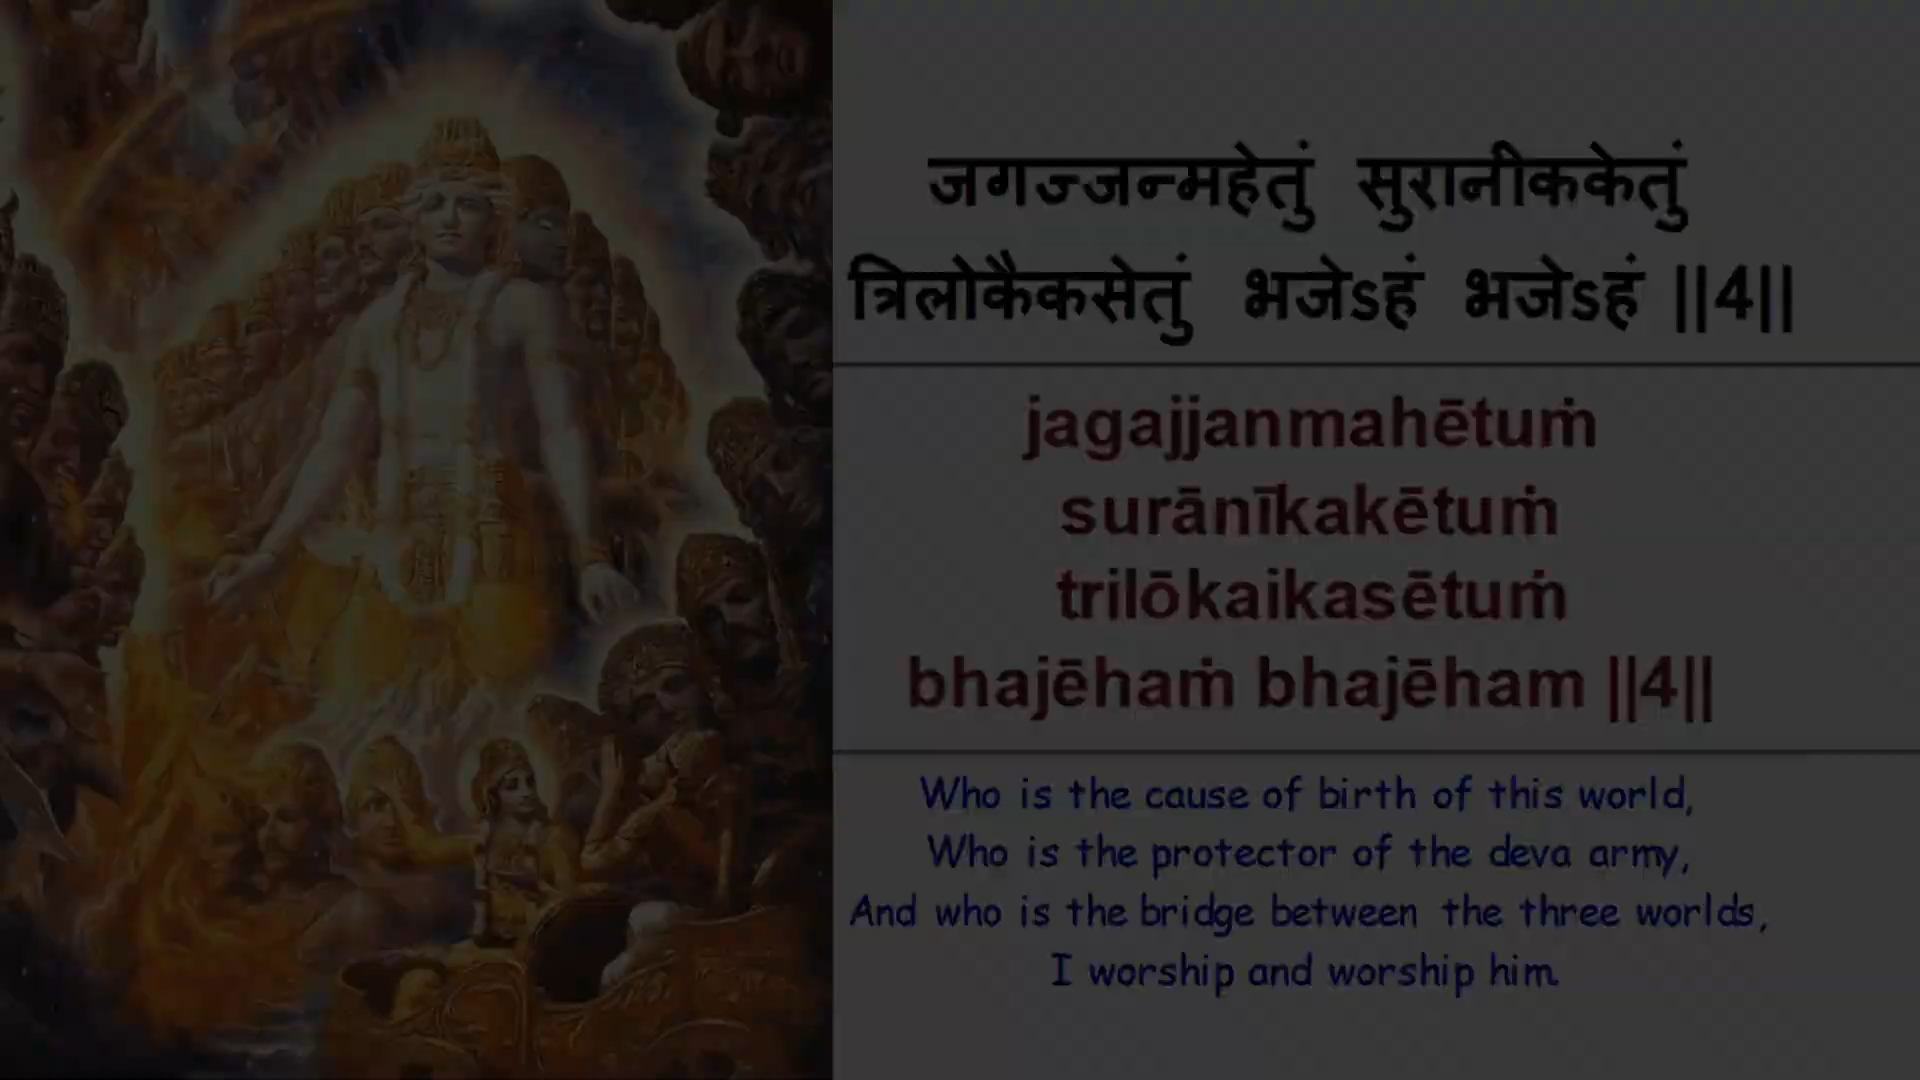 जगज्जन्महेतुं सुरानीककेतुं
त्रिलोकैकसेतुं भजेऽहं भजेऽहं ||4||
jagajjanmahētuṁ
surānīkakētuṁ
trilōkaikasētuṁ
bhajēhaṁ bhajēham ||4||
Who is the cause of birth of this world,
Who is the protector of the deva army,
And who is the bridge between the three worlds,
I worship and worship him.